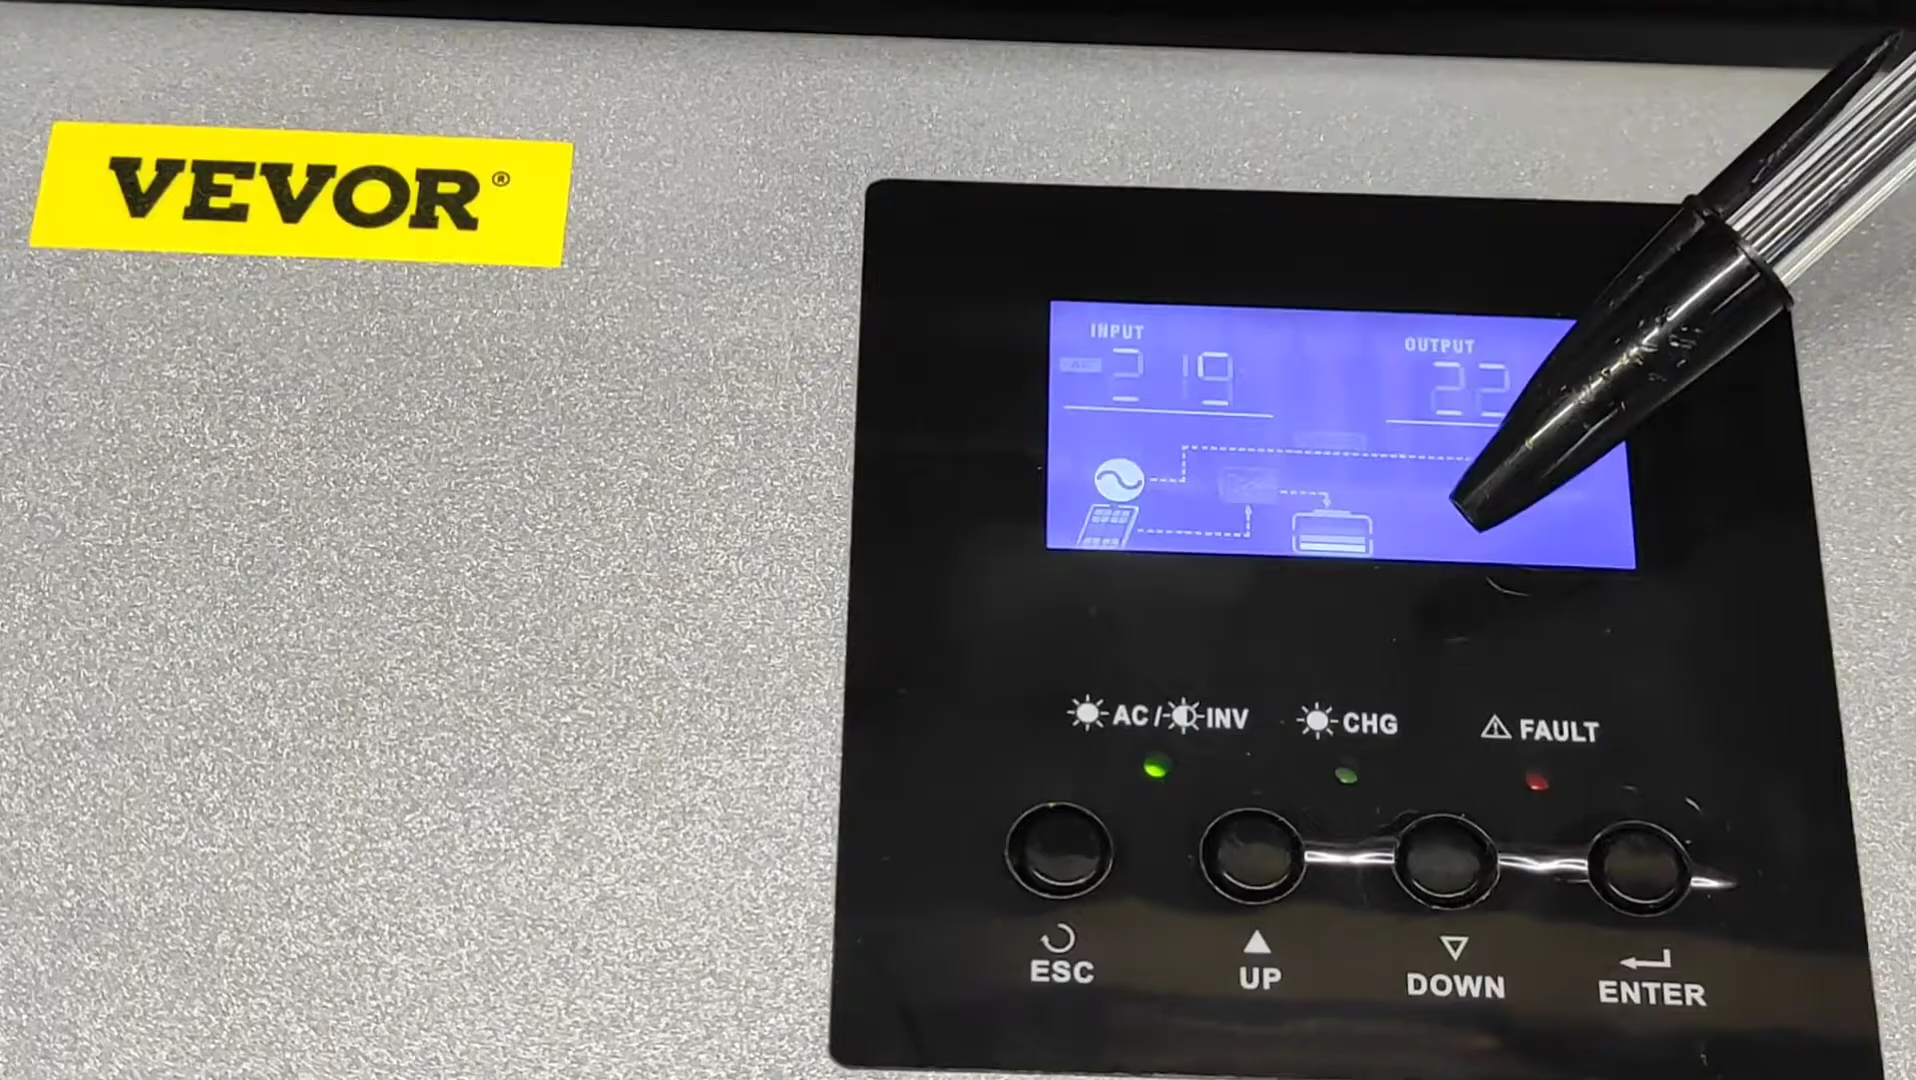 VEVOR®
INPUT
OUTPUT
219
22
AC / INV
CHG
FAULT
ESC
UP
DOWN
ENTER